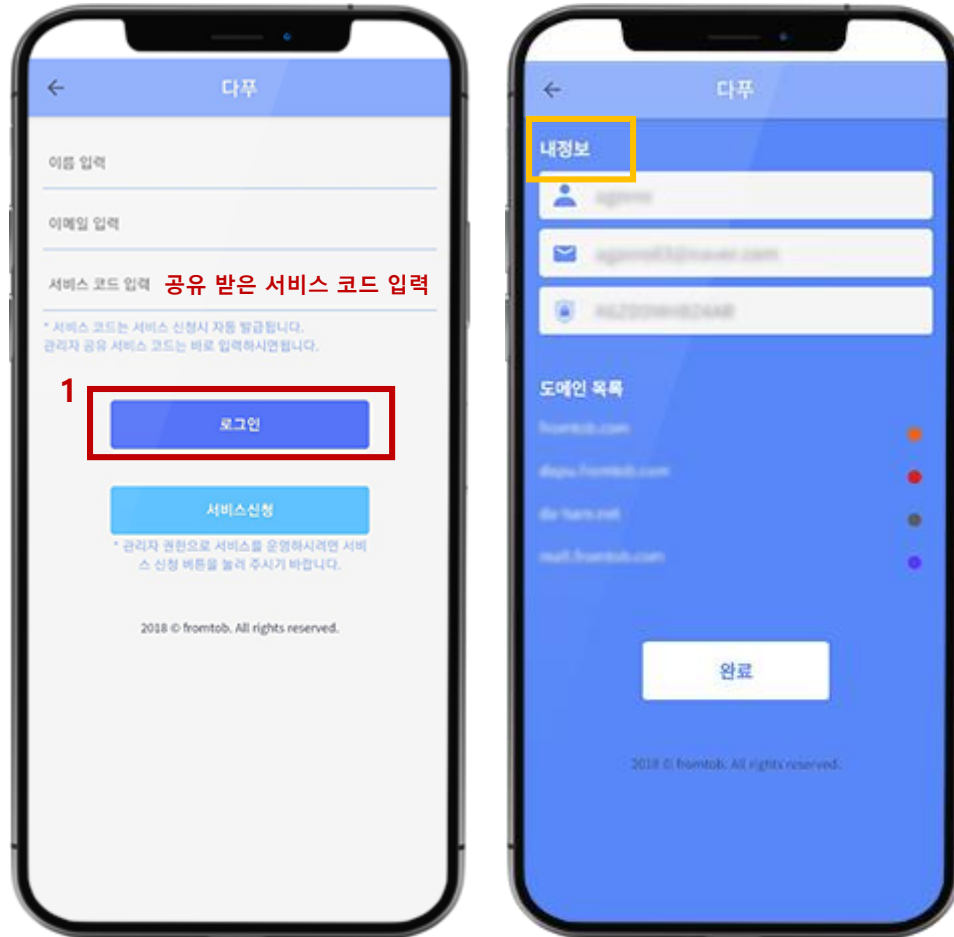 다푸
이름 입력
이메일 입력
서비스 코드 입력 공유 받은 서비스 코드 입력
* 서비스 코드는 서비스 신청시 자동 발급됩니다.
관리자 공유 서비스 코드는 바로 입력하시면됩니다.
1
로그인
서비스신청
* 관리자 권한으로 서비스를 운영하시려면 서비
스 신청 버튼을 눌러 주시기 바랍니다.
2018 © fromtob. All rights reserved.
다푸
내정보
도메인 목록
완료
2018 © fromtob. All rights reserved.